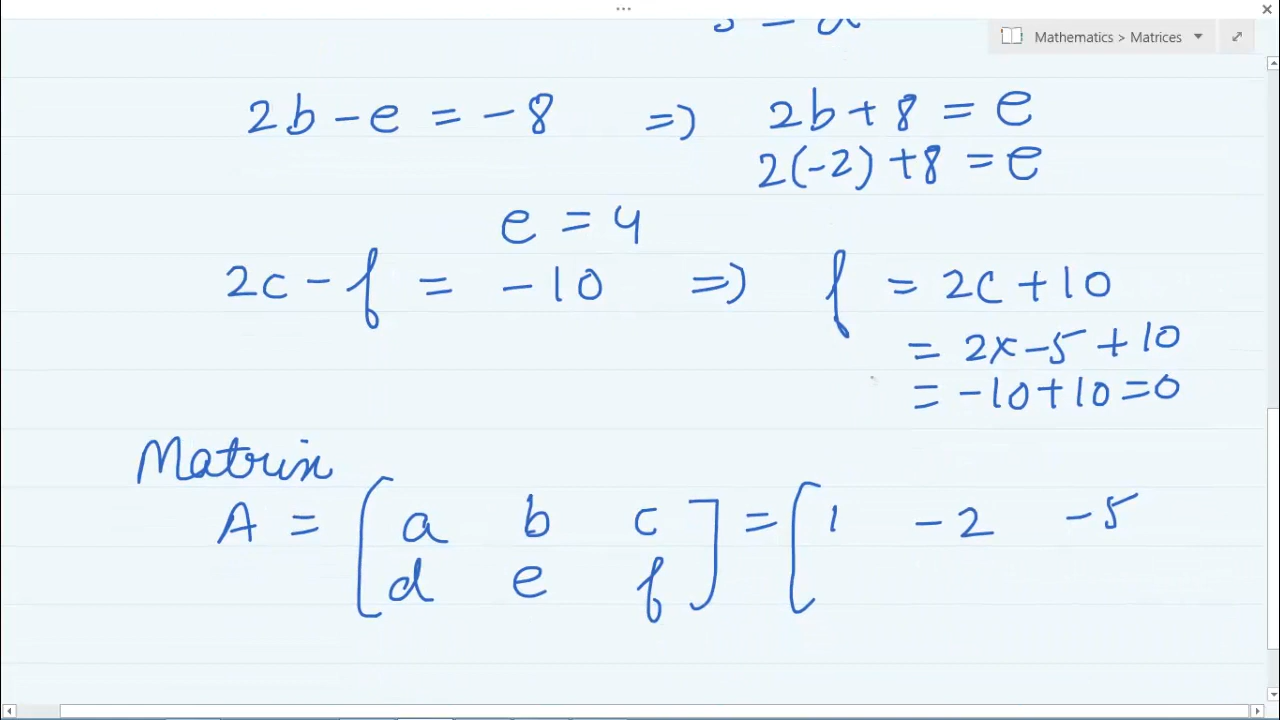 Mathematics > Matrices
2b - e = -8 => 2b + 8 = e
2(-2) + 8 = e
e = 4
2c - f = -10 => f = 2c + 10
= 2x - 5 + 10
= -10 + 10 = 0
Matrix
A = [ a b c ] = [ 1 -2 -5
d e f